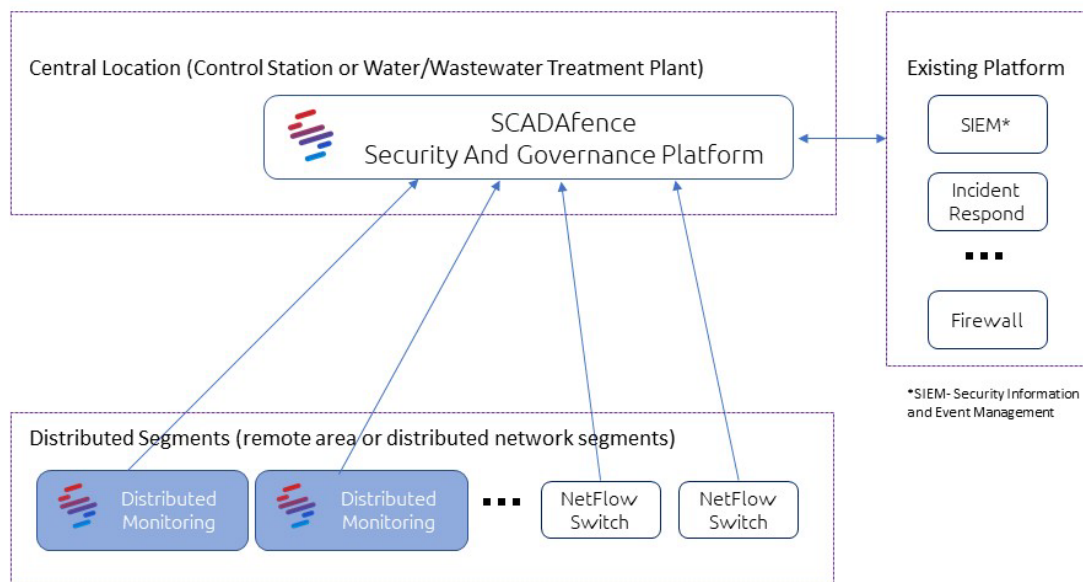 Central Location (Control Station or Water/Wastewater Treatment Plant)
SCADAfence
Security And Governance Platform
Existing Platform
SIEM*
Incident
Respond
...
Firewall
*SIEM- Security Information
and Event Management
Distributed Segments (remote area or distributed network segments)
Distributed
Monitoring
Distributed
Monitoring
...
NetFlow
Switch
NetFlow
Switch